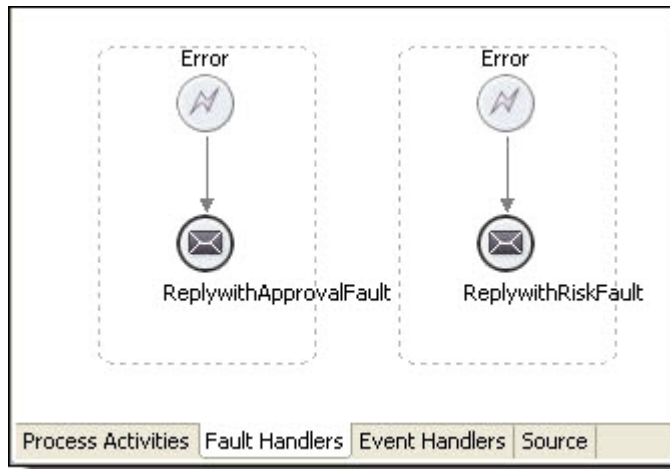 Error
Error
ReplywithApprovalFault
ReplywithRiskFault
Process Activities
Fault Handlers
Event Handlers
Source